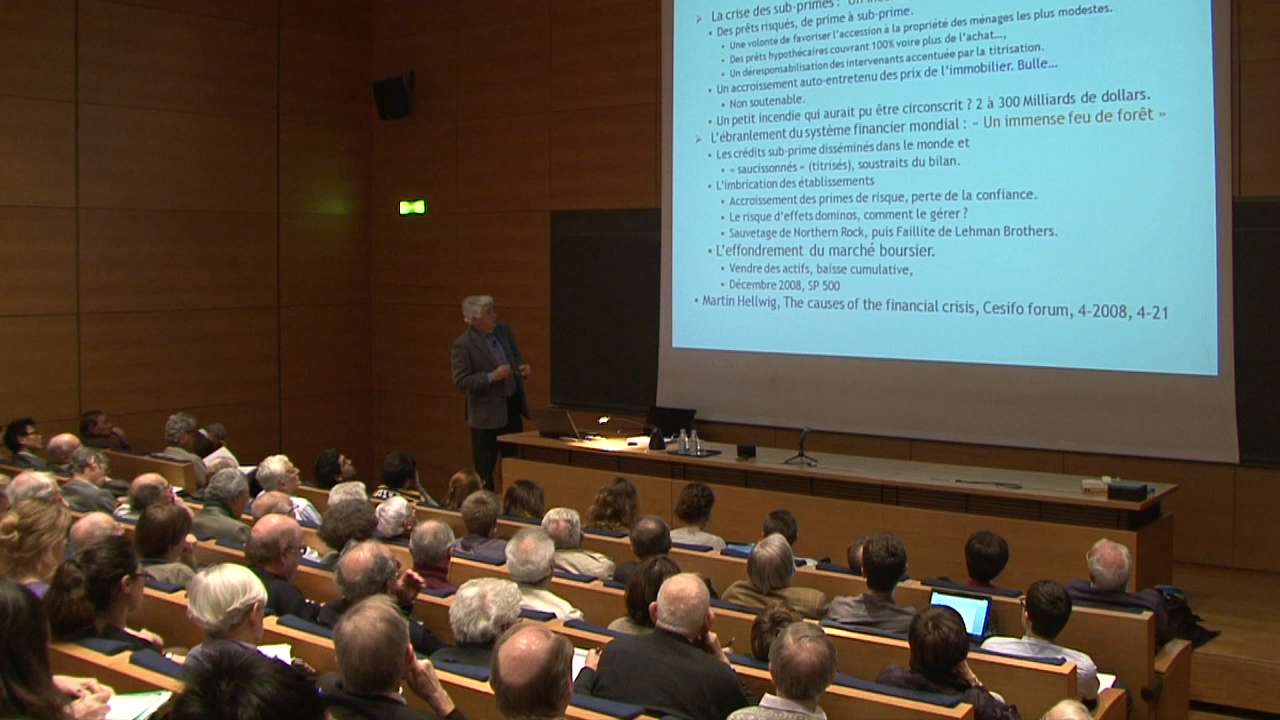 La crise des sub-primes : "Un
Des prêts risqués, de prime à sub-prime.
Une volonté de favoriser l'accession à la propriété des ménages les plus modestes.
Des prêts hypothécaires couvrant 100% voire plus de l'achat...,
Un déresponsabilisation des intervenants accentuée par la titrisation.
Un accroissement auto-entretenu des prix de l'immobilier. Bulle...
Non soutenable.
Un petit incendie qui aurait pu être circonscrit ? 2 à 300 Milliards de dollars.
L'ébranlement du système financier mondial : « Un immense feu de forêt »
Les crédits sub-prime disséminés dans le monde et
« saucissonnés » (titrisés), soustraits du bilan.
L'imbrication des établissements
Accroissement des primes de risque, perte de la confiance.
Le risque d'effets dominos, comment le gérer ?
Sauvetage de Northern Rock, puis Faillite de Lehman Brothers.
L'effondrement du marché boursier.
Vendre des actifs, baisse cumulative,
Décembre 2008, SP 500
Martin Hellwig, The causes of the financial crisis, Cesifo forum, 4-2008, 4-21